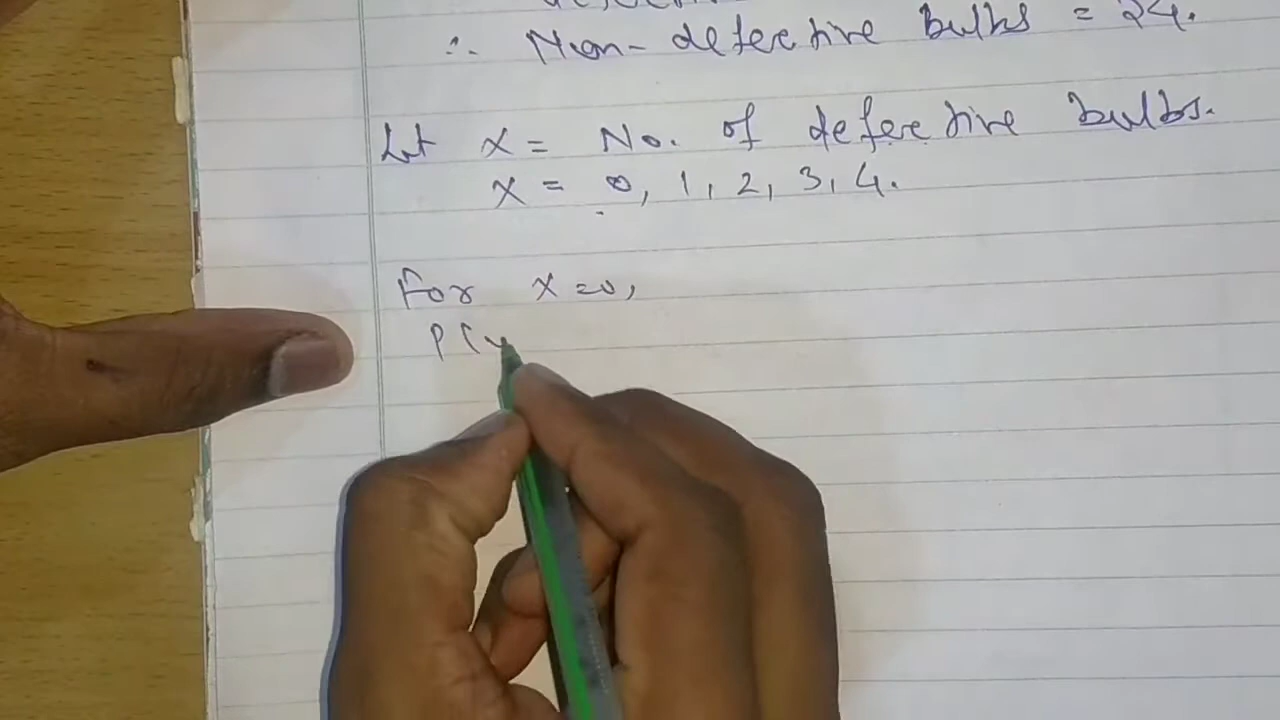 ∴ Non-defective bulbs = 24.
Let X = No. of defective bulbs.
X = 0, 1, 2, 3, 4.
For X=0,
P(